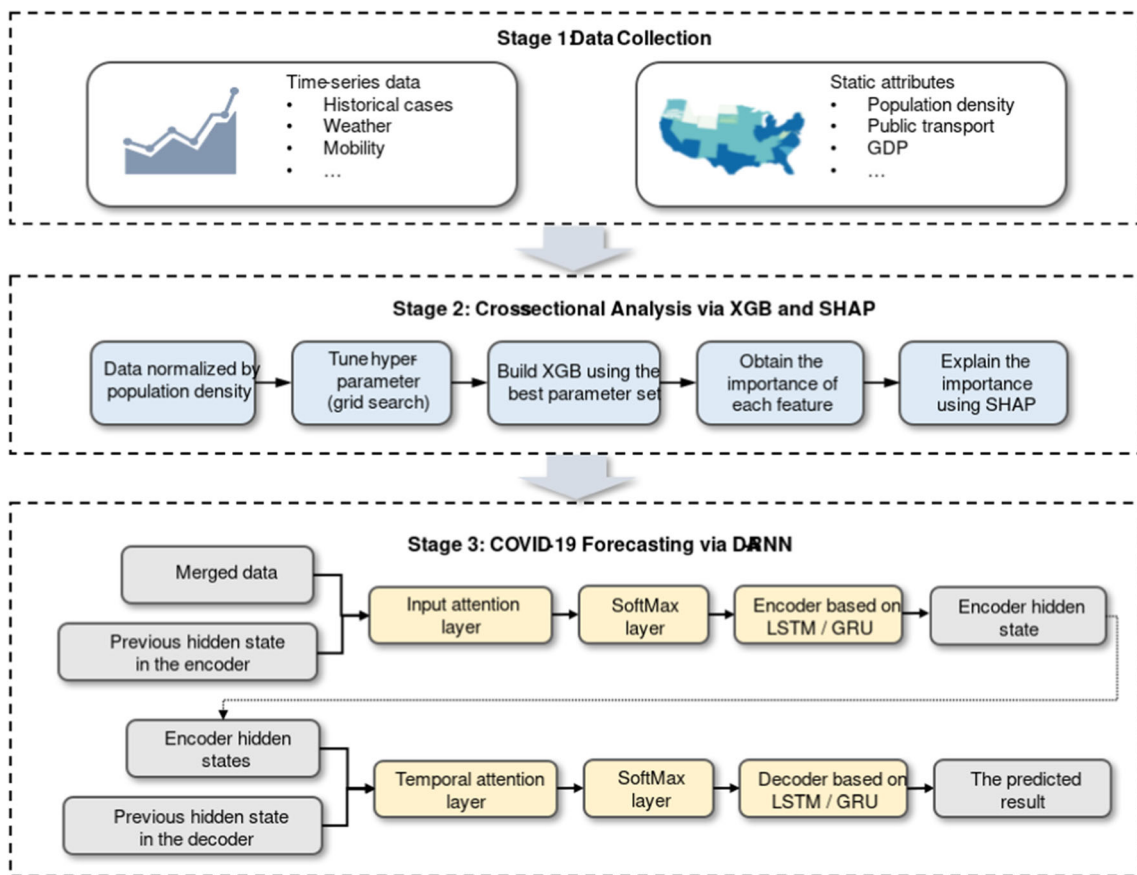 Stage 1:Data Collection
Time-series data
• Historical cases
• Weather
• Mobility
• ...
Static attributes
• Population density
• Public transport
• GDP
• ...
Stage 2: Crosssectional Analysis via XGB and SHAP
Data normalized by
population density
Tune hyper-
parameter
(grid search)
Build XGB using the
best parameter set
Obtain the
importance of
each feature
Explain the
importance
using SHAP
Stage 3: COVID-19 Forecasting via DA-RNN
Merged data
Previous hidden state
in the encoder
Input attention
layer
SoftMax
layer
Encoder based on
LSTM / GRU
Encoder hidden
state
Encoder hidden
states
Previous hidden state
in the decoder
Temporal attention
layer
SoftMax
layer
Decoder based on
LSTM / GRU
The predicted
result